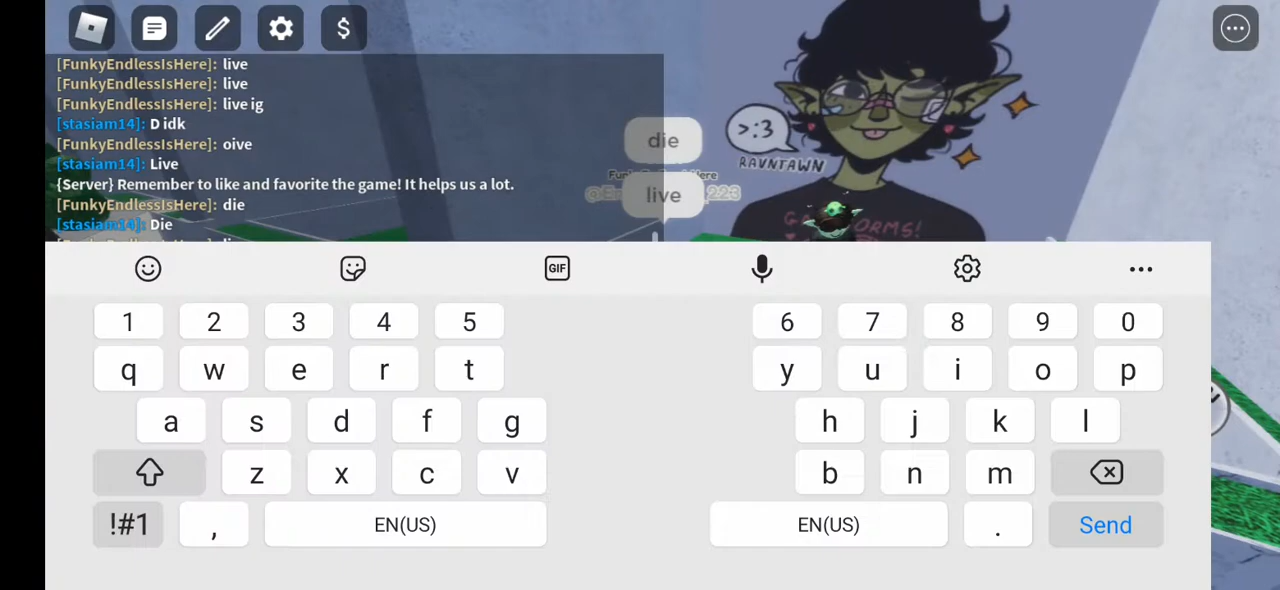 $
[FunkyEndlessIsHere]: live
[FunkyEndlessIsHere]: live
[FunkyEndlessIsHere]: live ig
[stasiam14]: D idk
[FunkyEndlessIsHere]: oive
[stasiam14]: Live
{Server} Remember to like and favorite the game! It helps us a lot.
[FunkyEndlessIsHere]: die
[stasiam14]: Die
die
live
>:3
RAVNTAWN
GIF
1 2 3 4 5 6 7 8 9 0
q w e r t y u i o p
a s d f g h j k l
z x c v b n m
!#1 , EN(US) EN(US) . Send